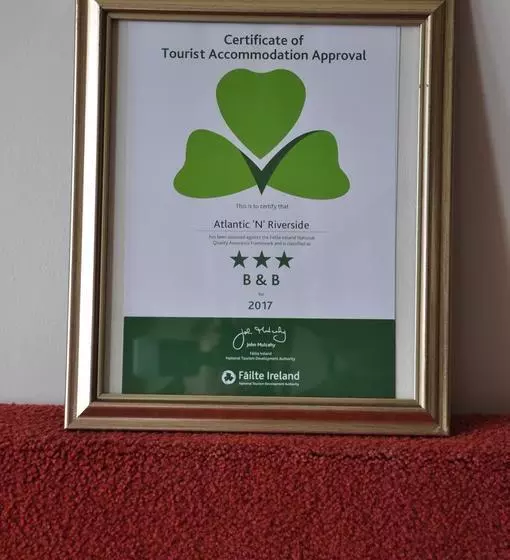 Certificate of
Tourist Accommodation Approval
This is to certify that
Atlantic 'N' Riverside
has been assessed against the Fáilte Ireland National
Quality Assurance Framework and is classified as
B & B
for
2017
John Mulcahy
John Mulcahy
Fáilte Ireland
National Tourism Development Authority
Fáilte Ireland
National Tourism Development Authority